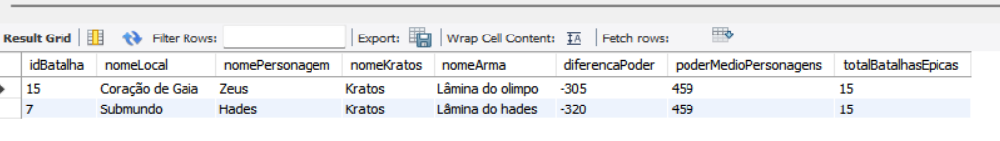 Result Grid Filter Rows: Export: Wrap Cell Content: Fetch rows:
idBatalha nomeLocal nomePersonagem nomeKratos nomeArma diferencaPoder poderMedioPersonagens totalBatalhasEpicas
15 Coração de Gaia Zeus Kratos Lâmina do olimpo -305 459 15
7 Submundo Hades Kratos Lâmina do hades -320 459 15